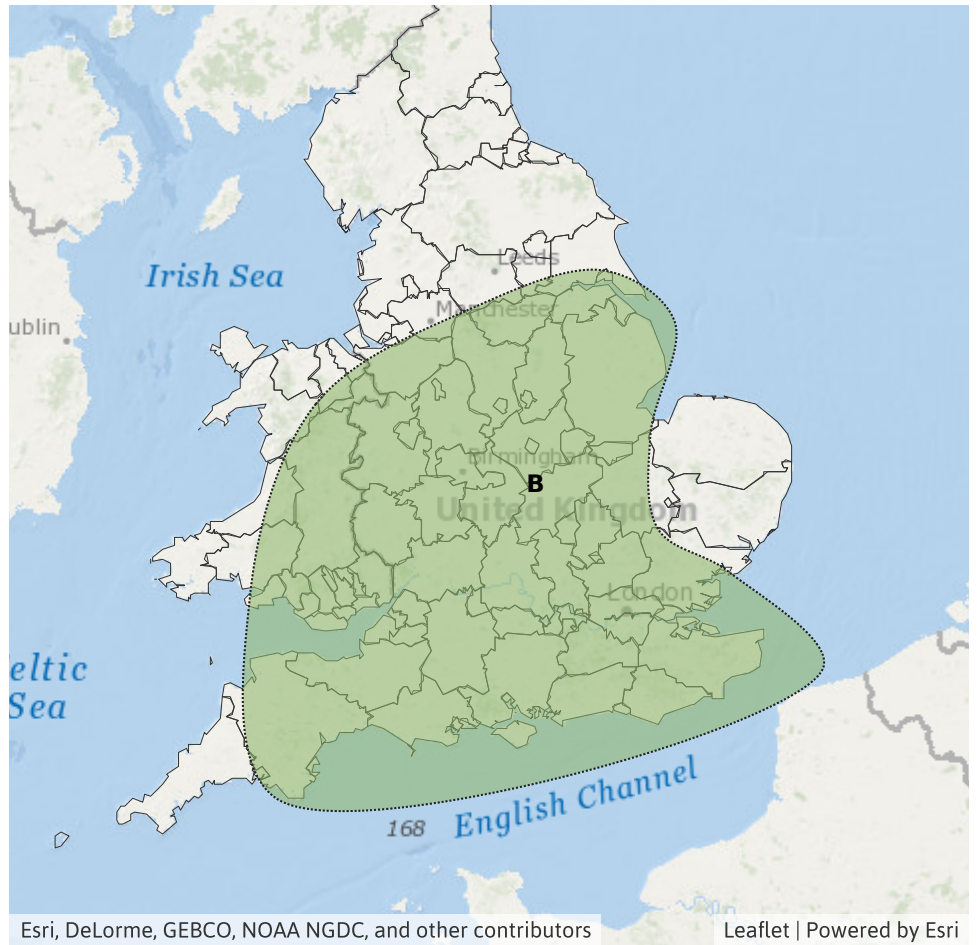 Leeds
Irish Sea
Manchester
ublin
Birmingham
B
United Kingdom
London
eltic
Sea
English Channel
168
Esri, DeLorme, GEBCO, NOAA NGDC, and other contributors
Leaflet | Powered by Esri